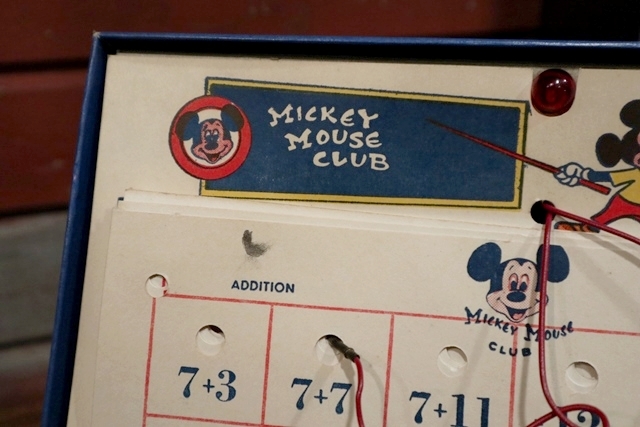 MICKEY
MOUSE
CLUB
ADDITION
MICKEY MOUSE
CLUB
7+3
7+7
7+11